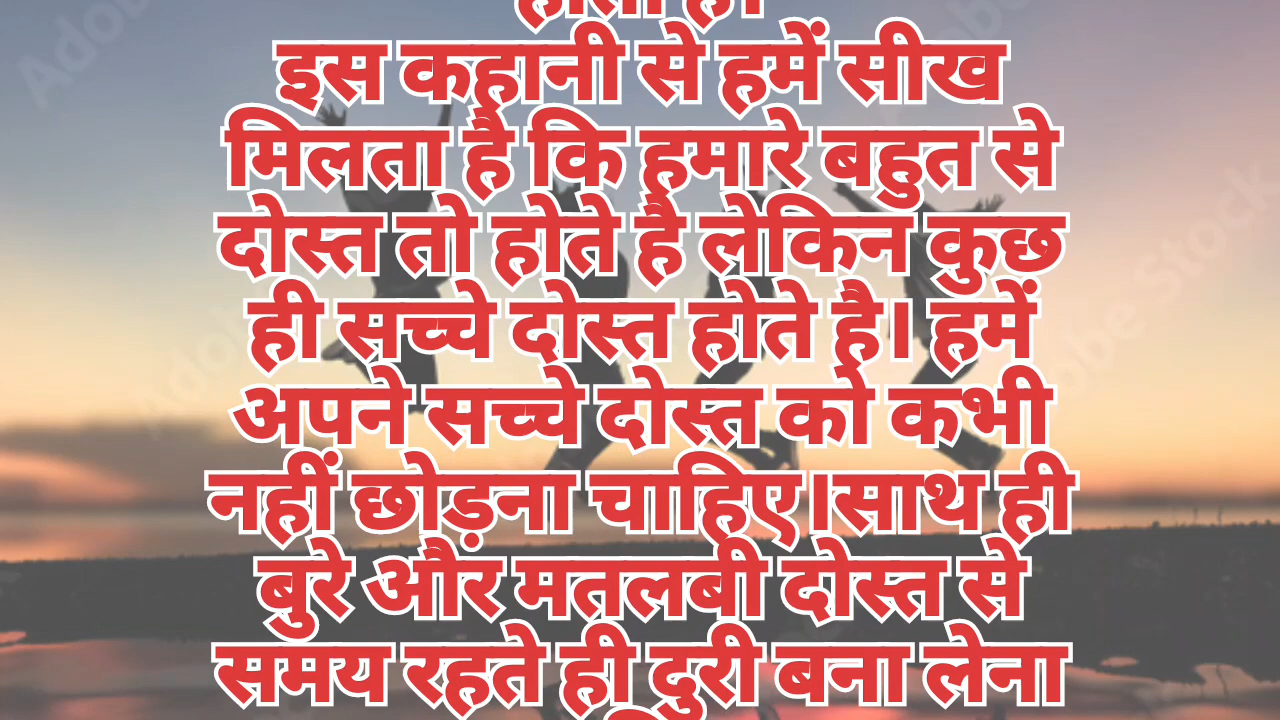 इस कहानी से हमें सीख
मिलता है कि हमारे बहुत से
दोस्त तो होते है लेकिन कुछ
ही सच्चे दोस्त होते है। हमें
अपने सच्चे दोस्त को कभी
नहीं छोड़ना चाहिए।साथ ही
बुरे और मतलबी दोस्त से
समय रहते ही दुरी बना लेना